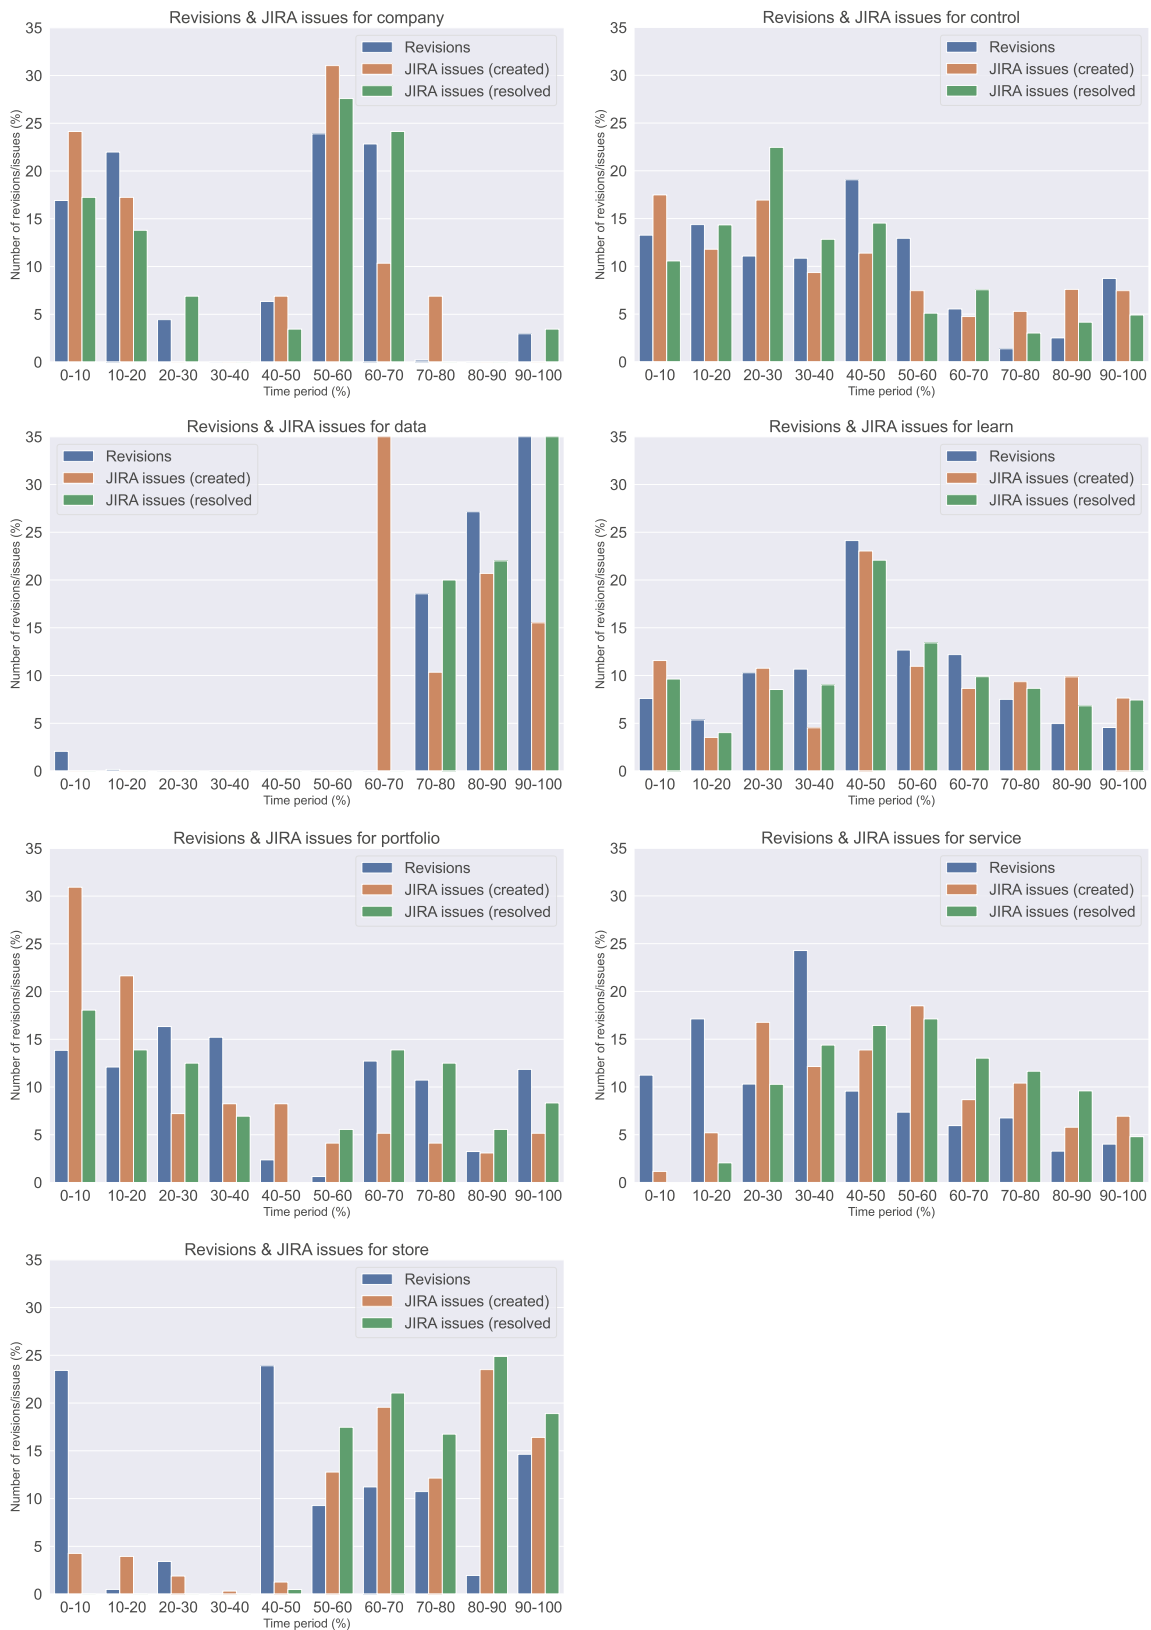 Revisions & JIRA issues for company
35
30
25
20
15
10
5
0
Number of revisions/issues (%)
Revisions
JIRA issues (created)
JIRA issues (resolved
0-10 10-20 20-30 30-40 40-50 50-60 60-70 70-80 80-90 90-100
Time period (%)
Revisions & JIRA issues for control
35
30
25
20
15
10
5
0
Number of revisions/issues (%)
Revisions
JIRA issues (created)
JIRA issues (resolved
0-10 10-20 20-30 30-40 40-50 50-60 60-70 70-80 80-90 90-100
Time period (%)
Revisions & JIRA issues for data
35
30
25
20
15
10
5
0
Number of revisions/issues (%)
Revisions
JIRA issues (created)
JIRA issues (resolved
0-10 10-20 20-30 30-40 40-50 50-60 60-70 70-80 80-90 90-100
Time period (%)
Revisions & JIRA issues for learn
35
30
25
20
15
10
5
0
Number of revisions/issues (%)
Revisions
JIRA issues (created)
JIRA issues (resolved
0-10 10-20 20-30 30-40 40-50 50-60 60-70 70-80 80-90 90-100
Time period (%)
Revisions & JIRA issues for portfolio
35
30
25
20
15
10
5
0
Number of revisions/issues (%)
Revisions
JIRA issues (created)
JIRA issues (resolved
0-10 10-20 20-30 30-40 40-50 50-60 60-70 70-80 80-90 90-100
Time period (%)
Revisions & JIRA issues for service
35
30
25
20
15
10
5
0
Number of revisions/issues (%)
Revisions
JIRA issues (created)
JIRA issues (resolved
0-10 10-20 20-30 30-40 40-50 50-60 60-70 70-80 80-90 90-100
Time period (%)
Revisions & JIRA issues for store
35
30
25
20
15
10
5
0
Number of revisions/issues (%)
Revisions
JIRA issues (created)
JIRA issues (resolved
0-10 10-20 20-30 30-40 40-50 50-60 60-70 70-80 80-90 90-100
Time period (%)